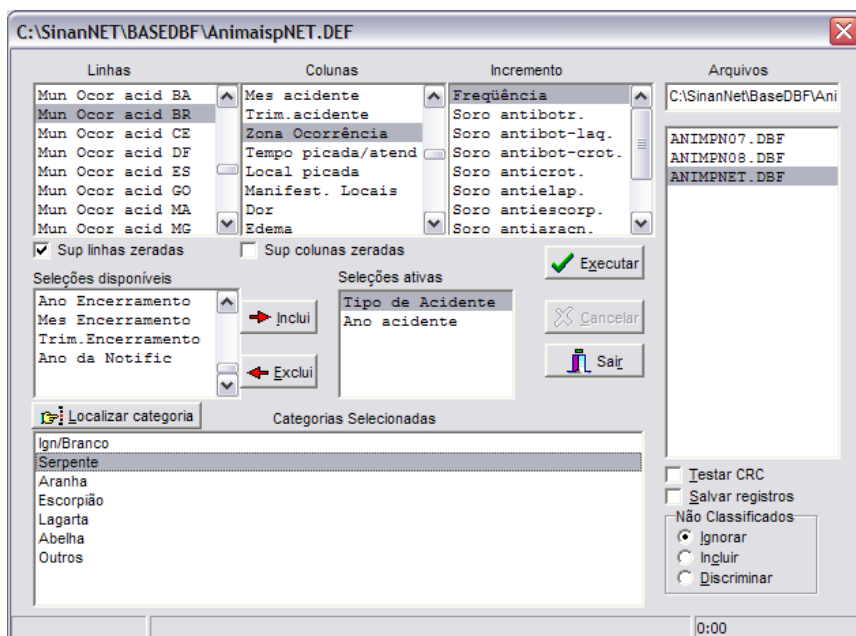 C:\SinanNET\BASEDBF\AnimaispNET.DEF
Linhas
Mun Ocor acid BA
Mun Ocor acid BR
Mun Ocor acid CE
Mun Ocor acid DF
Mun Ocor acid ES
Mun Ocor acid GO
Mun Ocor acid MA
Mun Ocor acid MG
Sup linhas zeradas
Colunas
Mes acidente
Trim.acidente
Zona Ocorrência
Tempo picada/atend
Local picada
Manifest. Locais
Dor
Edema
Sup colunas zeradas
Incremento
Freqüência
Soro antibotr.
Soro antibot-laq.
Soro antibot-crot.
Soro anticrot.
Soro antielap.
Soro antiescorp.
Soro antiaracn.
Arquivos
C:\SinanNet\BaseDBF\Ani
ANIMPN07.DBF
ANIMPN08.DBF
ANIMPNET.DBF
Seleções disponíveis
Ano Encerramento
Mes Encerramento
Trim.Encerramento
Ano da Notific
Inclui
Exclui
Seleções ativas
Tipo de Acidente
Ano acidente
Executar
Cancelar
Sair
Localizar categoria
Categorias Selecionadas
Ign/Branco
Serpente
Aranha
Escorpião
Lagarta
Abelha
Outros
Testar CRC
Salvar registros
Não Classificados
Ignorar
Incluir
Discriminar
0:00